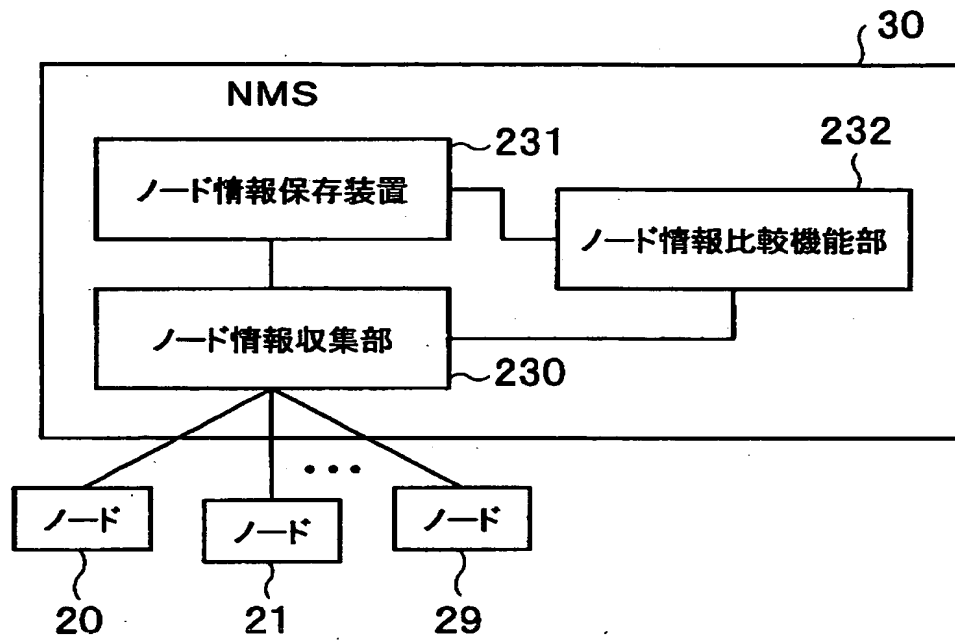 30
NMS
231
232
ノード情報保存装置
ノード情報比較機能部
ノード情報収集部
230
・・・
ノード
ノード
ノード
20
21
29